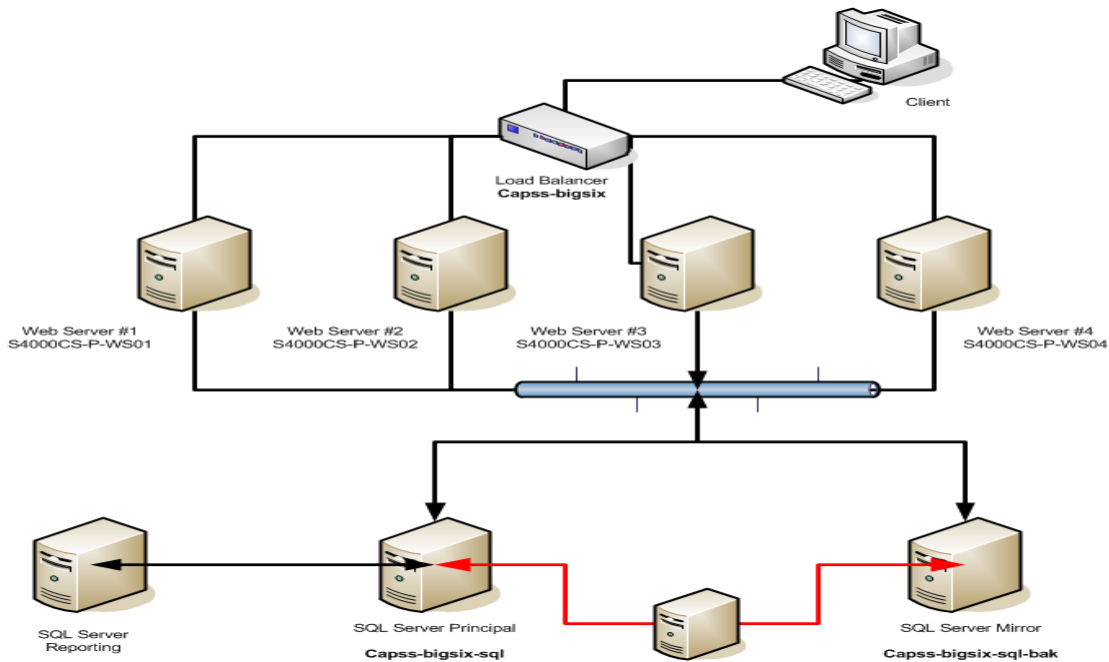 Client
Load Balancer
Capss-bigsix
Web Server #1
S4000CS-P-WS01
Web Server #2
S4000CS-P-WS02
Web Server #3
S4000CS-P-WS03
Web Server #4
S4000CS-P-WS04
SQL Server
Reporting
SQL Server Principal
Capss-bigsix-sql
SQL Server Mirror
Capss-bigsix-sql-bak